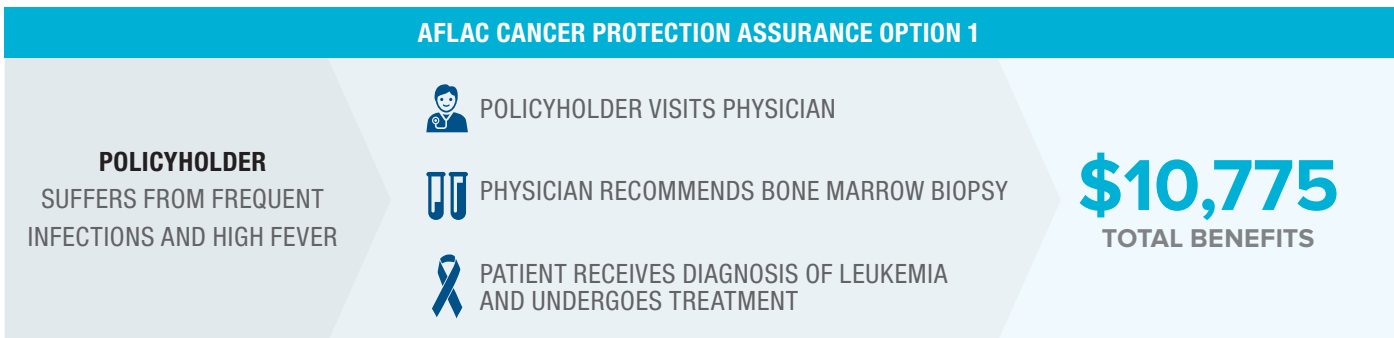 AFLAC CANCER PROTECTION ASSURANCE OPTION 1
POLICYHOLDER
SUFFERS FROM FREQUENT
INFECTIONS AND HIGH FEVER
POLICYHOLDER VISITS PHYSICIAN
PHYSICIAN RECOMMENDS BONE MARROW BIOPSY
PATIENT RECEIVES DIAGNOSIS OF LEUKEMIA
AND UNDERGOES TREATMENT
$10,775
TOTAL BENEFITS